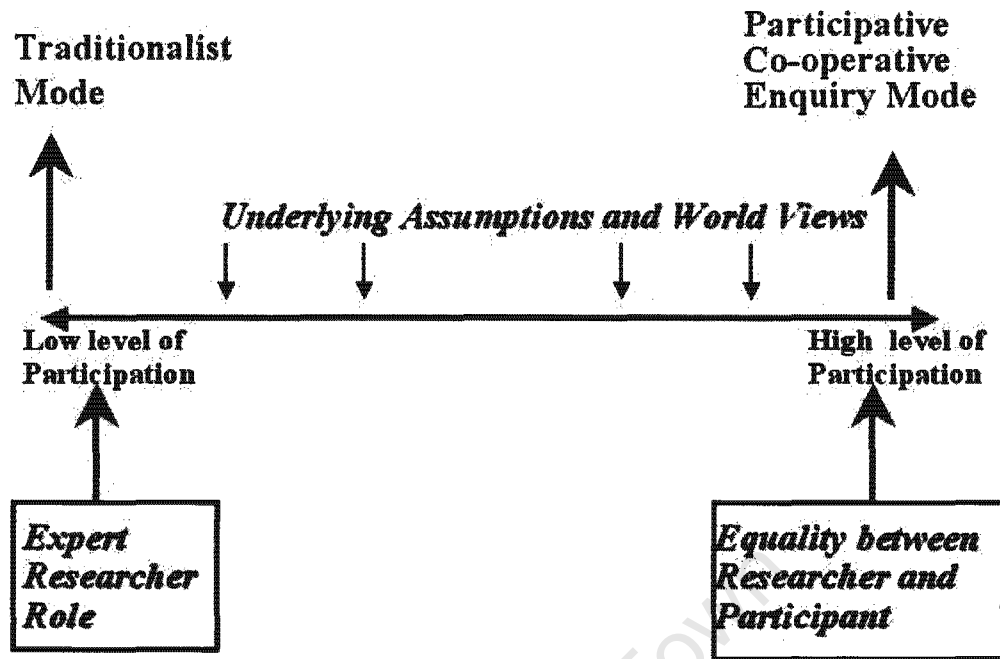 Traditionalist
Mode
Participative
Co-operative
Enquiry Mode
Underlying Assumptions and World Views
Low level of
Participation
High level of
Participation
Expert
Researcher
Role
Equality between
Researcher and
Participant
Town